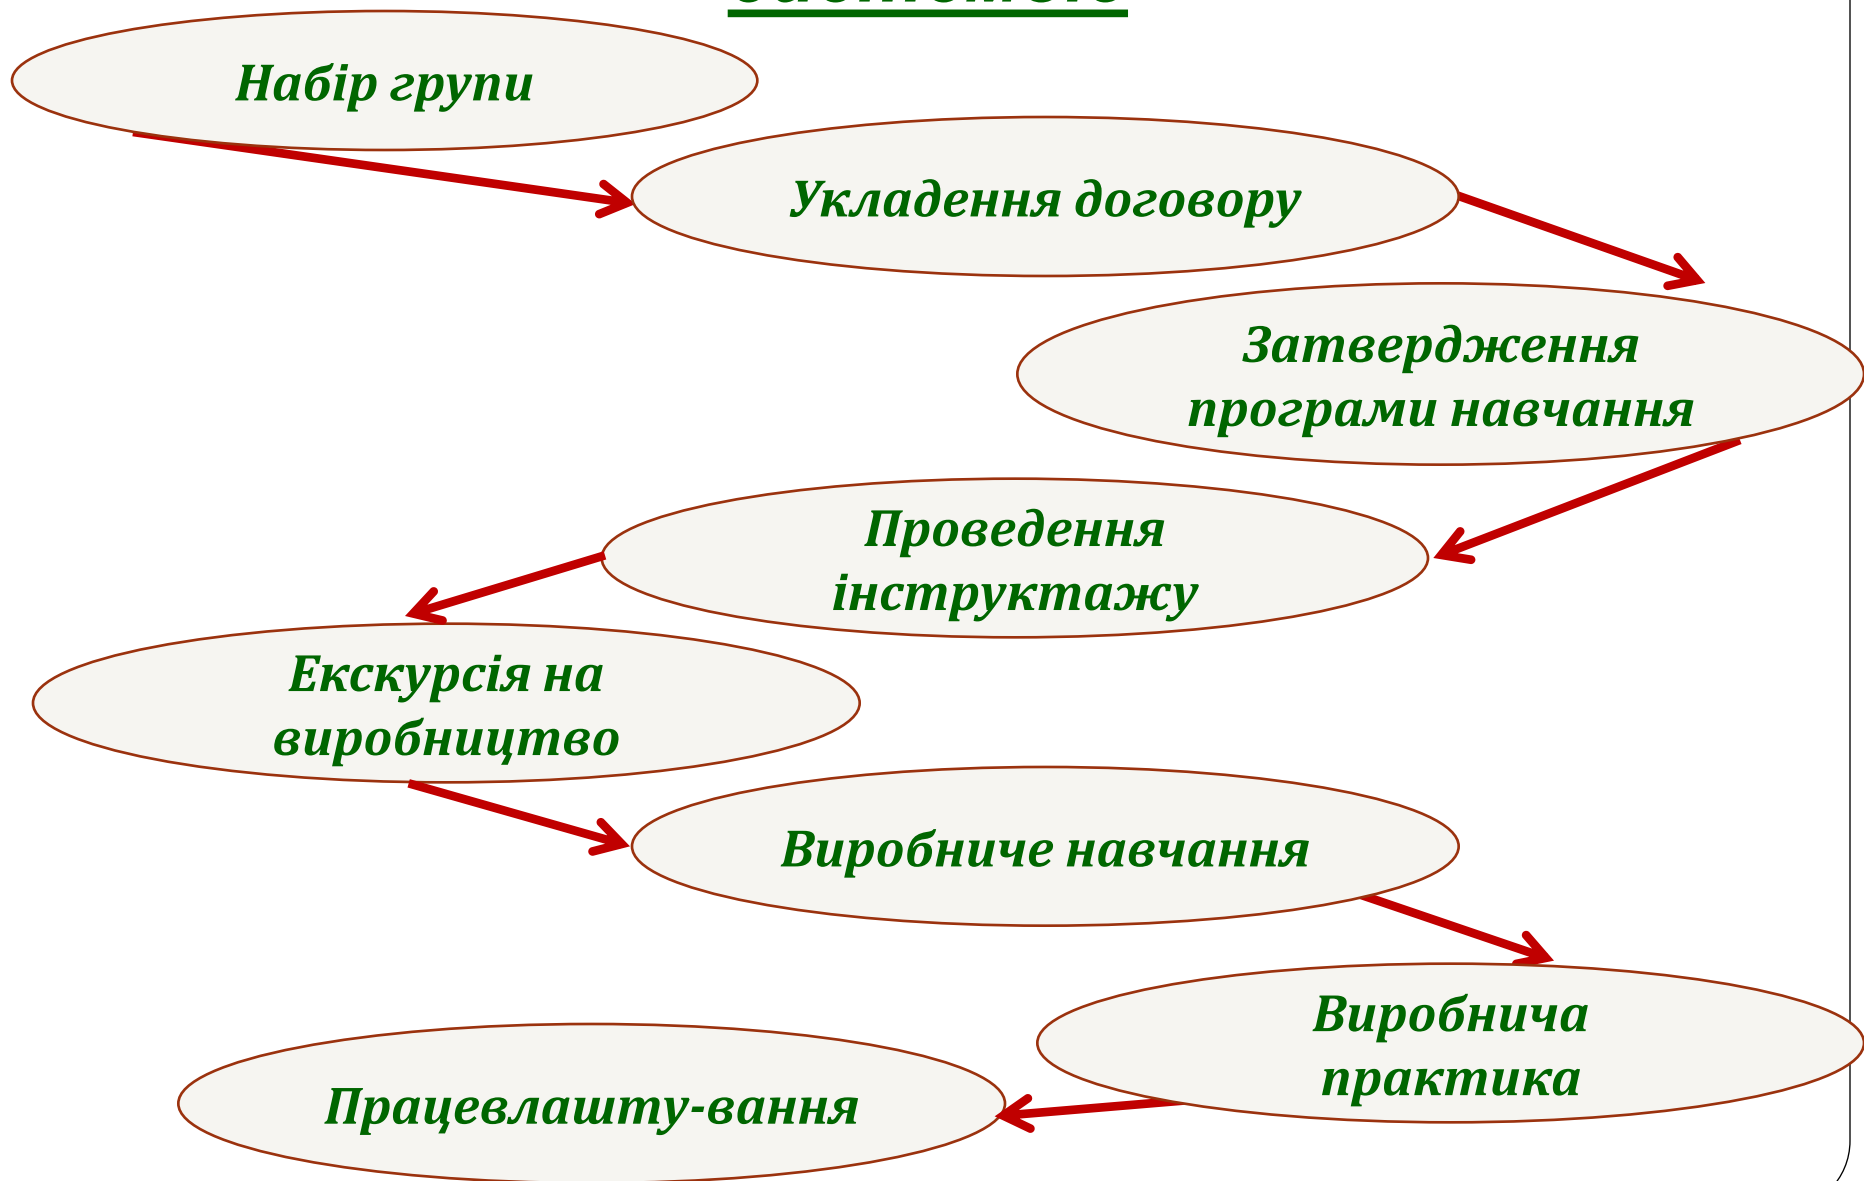 Набір групи
Укладення договору
Затвердження
програми навчання
Проведення
інструктажу
Екскурсія на
виробництво
Виробниче навчання
Виробнича
практика
Працевлашту-вання